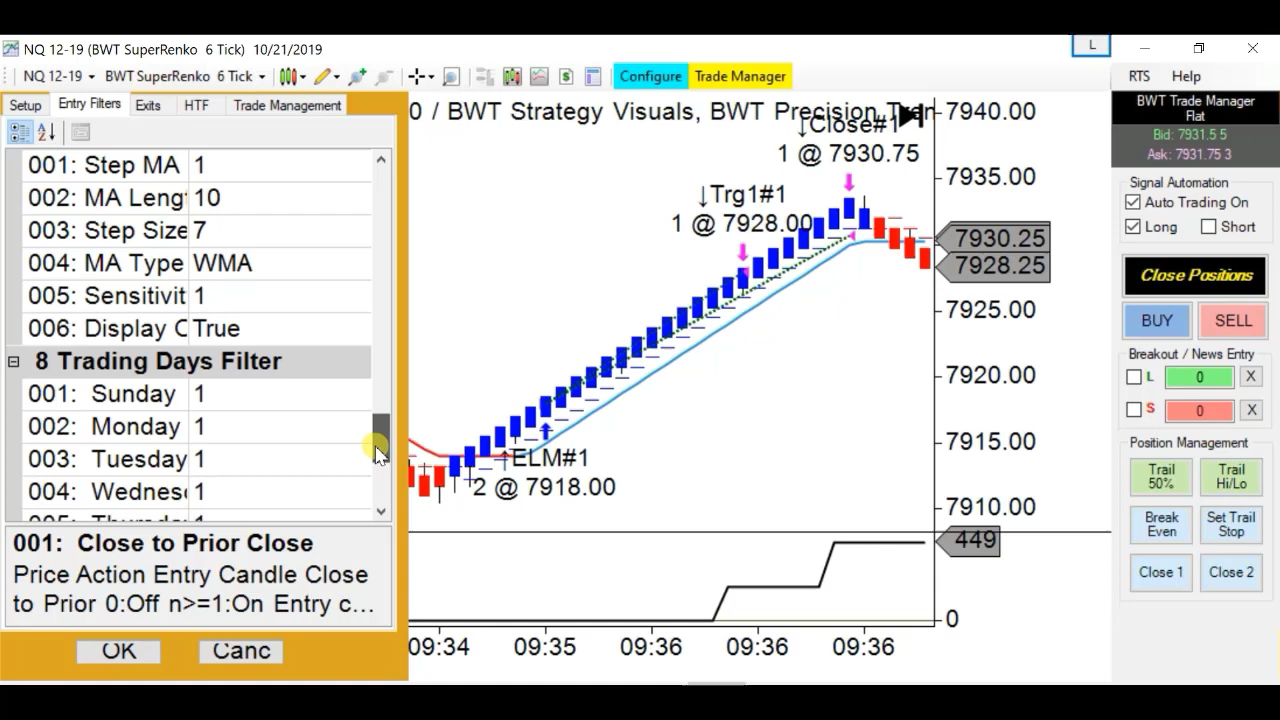 NQ 12-19 (BWT SuperRenko 6 Tick) 10/21/2019
L
NQ 12-19 BWT SuperRenko 6 Tick
Configure Trade Manager
RTS Help
Setup Entry Filters Exits HTF Trade Management
001: Step MA 1
002: MA Leng 10
003: Step Size 7
004: MA Type WMA
005: Sensitivit 1
006: Display C True
8 Trading Days Filter
001: Sunday 1
002: Monday 1
003: Tuesday 1
004: Wednes 1
001: Close to Prior Close
Price Action Entry Candle Close
to Prior 0:Off n>=1:On Entry c...
OK Canc
0 / BWT Strategy Visuals, BWT Precision Tren
↓Close#1
1 @ 7930.75
↓Trg1#1
1 @ 7928.00
↑ELM#1
2 @ 7918.00
7940.00
7935.00
7930.25
7928.25
7925.00
7920.00
7915.00
7910.00
449
0
09:34 09:35 09:36 09:36 09:36
BWT Trade Manager
Flat
Bid: 7931.5 5
Ask: 7931.75 3
Signal Automation
Auto Trading On
Long Short
Close Positions
BUY SELL
Breakout / News Entry
L 0 X
S 0 X
Position Management
Trail 50%
Trail Hi/Lo
Break Even
Set Trail Stop
Close 1 Close 2